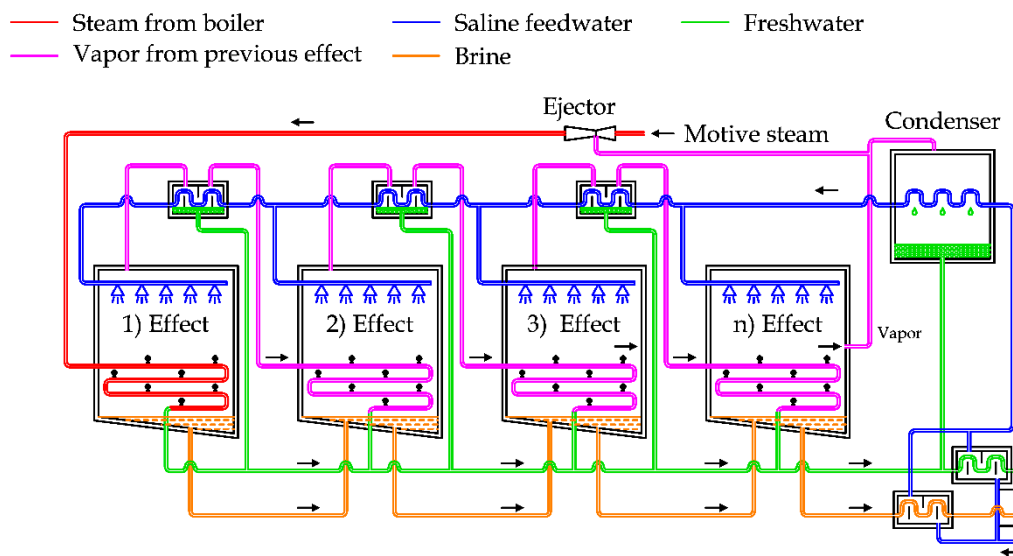 Steam from boiler
Saline feedwater
Freshwater
Vapor from previous effect
Brine
Ejector
Motive steam
Condenser
1) Effect
2) Effect
3) Effect
n) Effect
Vapor